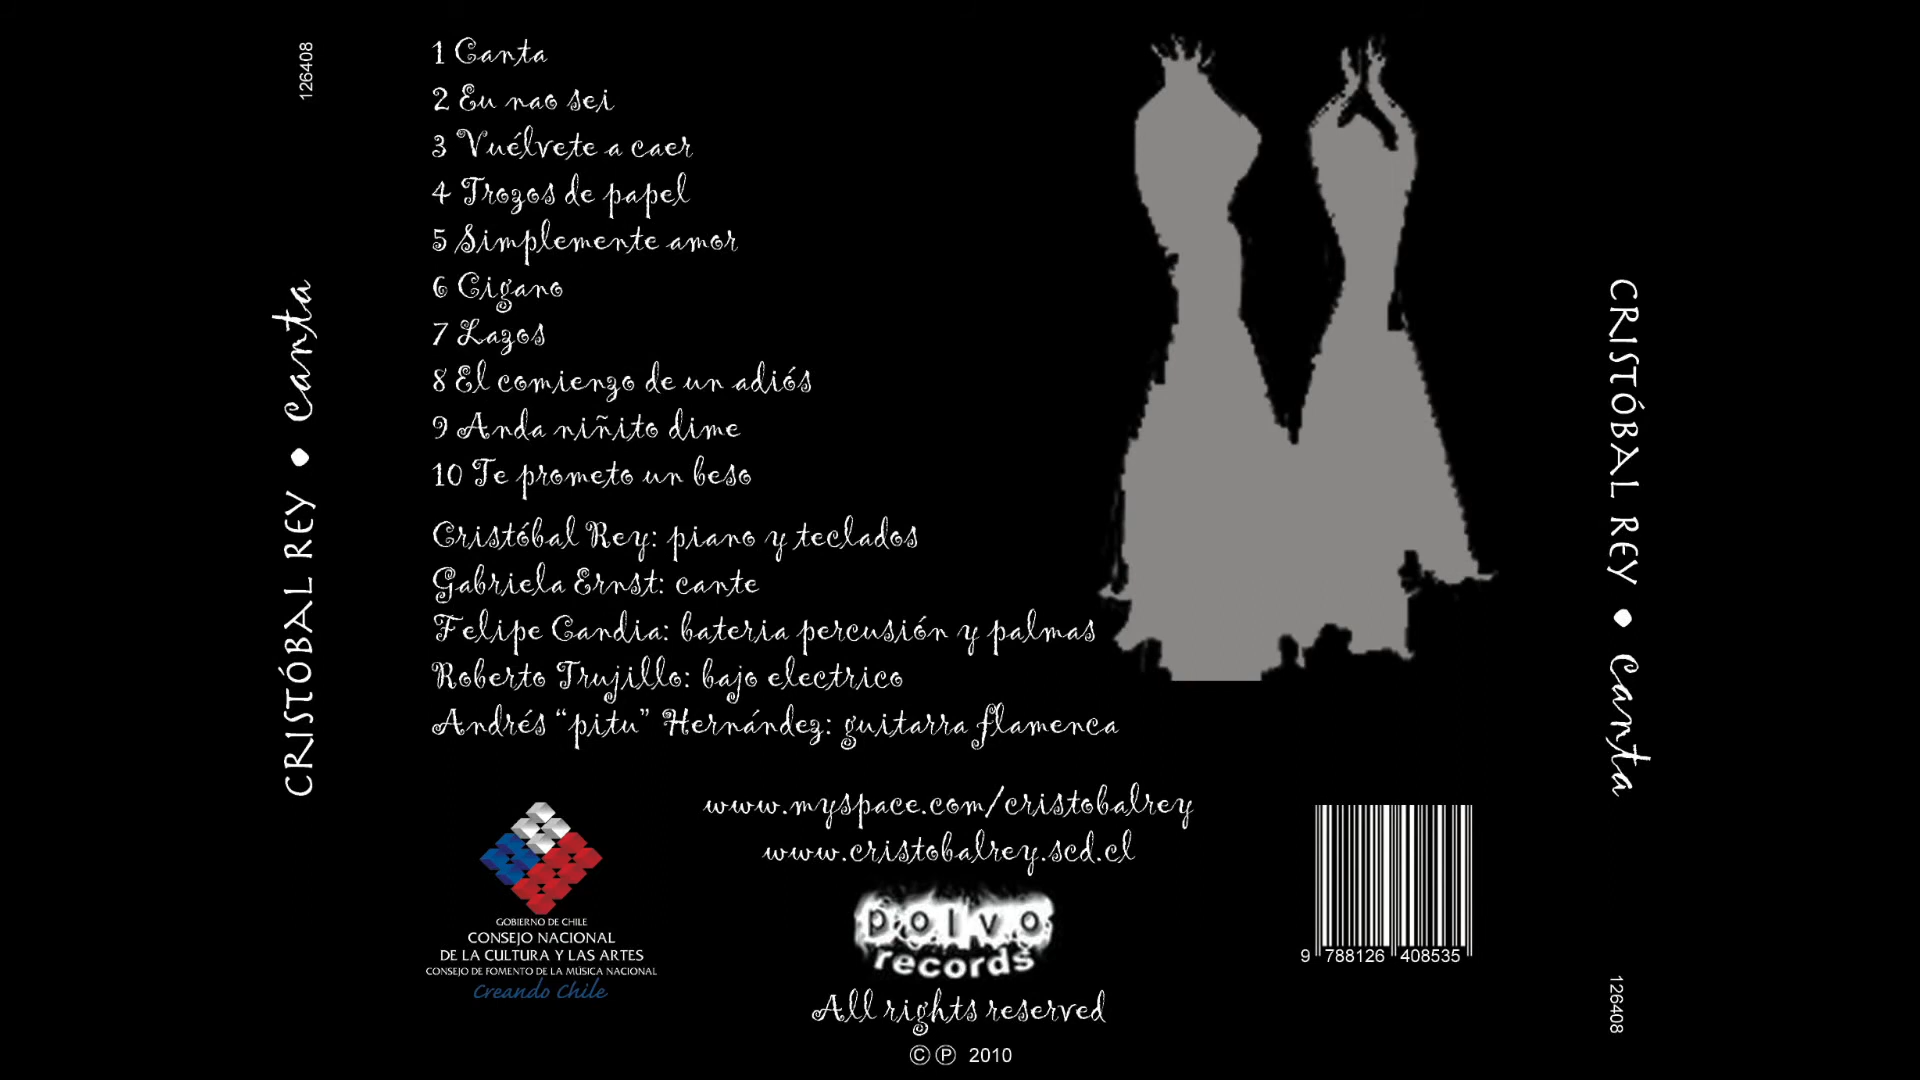 126408
CRISTÓBAL REY • Canta
1 Canta
2 Eu nao sei
3 Vuélvete a caer
4 Trozos de papel
5 Simplemente amor
6 Cigano
7 Lazos
8 El comienzo de un adiós
9 Anda niñito dime
10 Te prometo un beso
Cristóbal Rey: piano y teclados
Gabriela Ernst: cante
Felipe Candia: bateria percusión y palmas
Roberto Trujillo: bajo electrico
Andrés “pitu” Hernández: guitarra flamenca
www.myspace.com/cristobalrey
www.cristobalrey.scd.cl
GOBIERNO DE CHILE
CONSEJO NACIONAL
DE LA CULTURA Y LAS ARTES
CONSEJO DE FOMENTO DE LA MÚSICA NACIONAL
Creando Chile
polvo
records
All rights reserved
©℗ 2010
9 788126 408535
CRISTÓBAL REY • Canta
126408